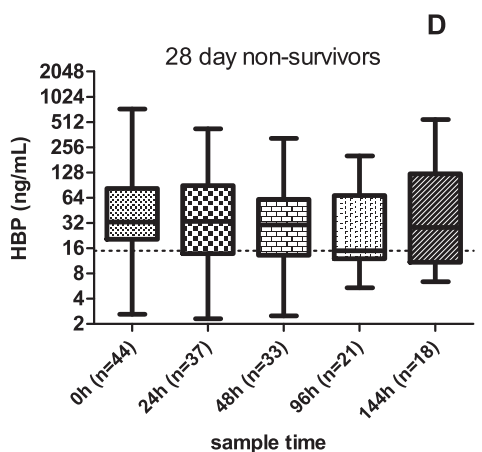 D
28 day non-survivors
HBP (ng/mL)
2048
1024
512
256
128
64
32
16
8
4
2
0h (n=44)
24h (n=37)
48h (n=33)
96h (n=21)
144h (n=18)
sample time